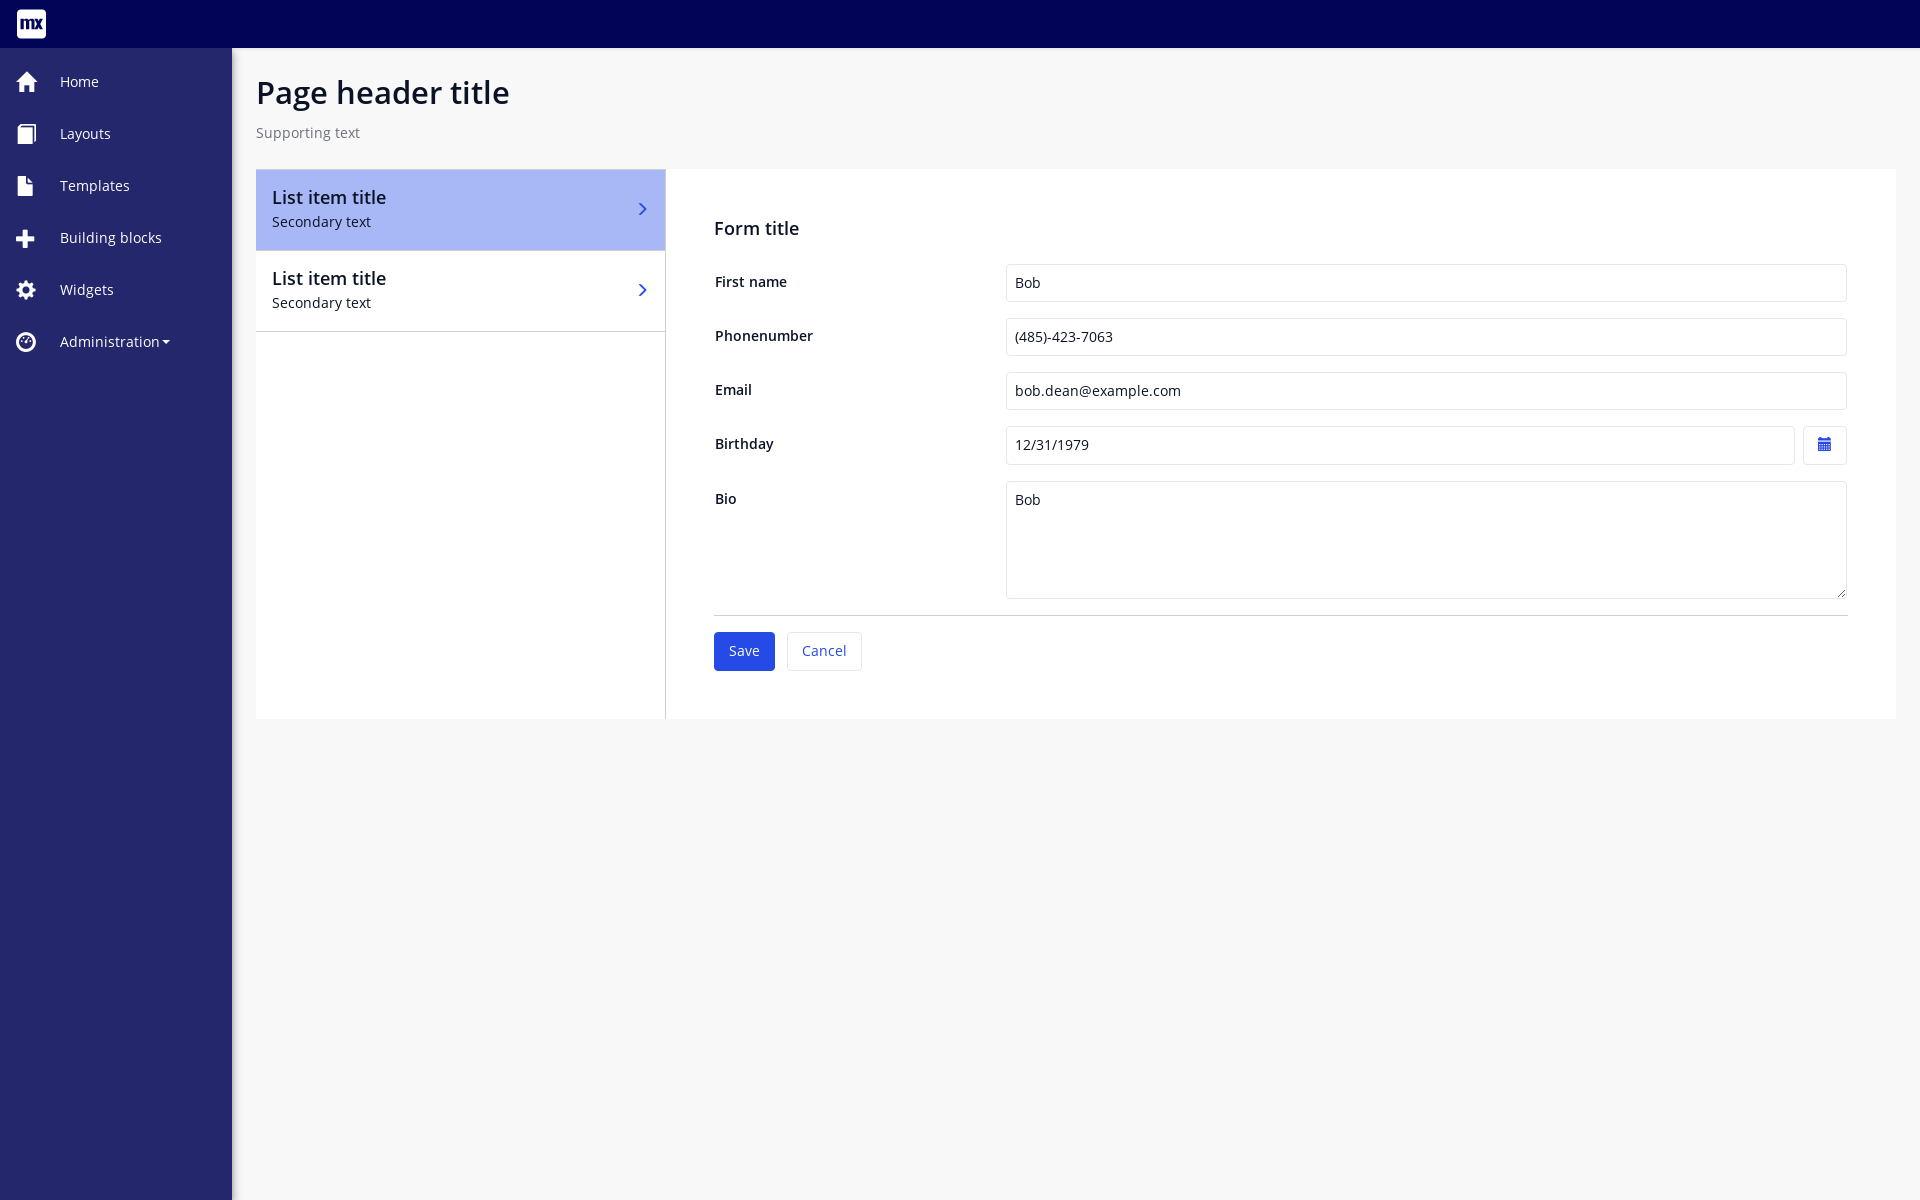 mx
Home
Layouts
Templates
Building blocks
Widgets
Administration
Page header title
Supporting text
List item title
Secondary text
List item title
Secondary text
Form title
First name
Bob
Phonenumber
(485)-423-7063
Email
bob.dean@example.com
Birthday
12/31/1979
Bio
Bob
Save
Cancel